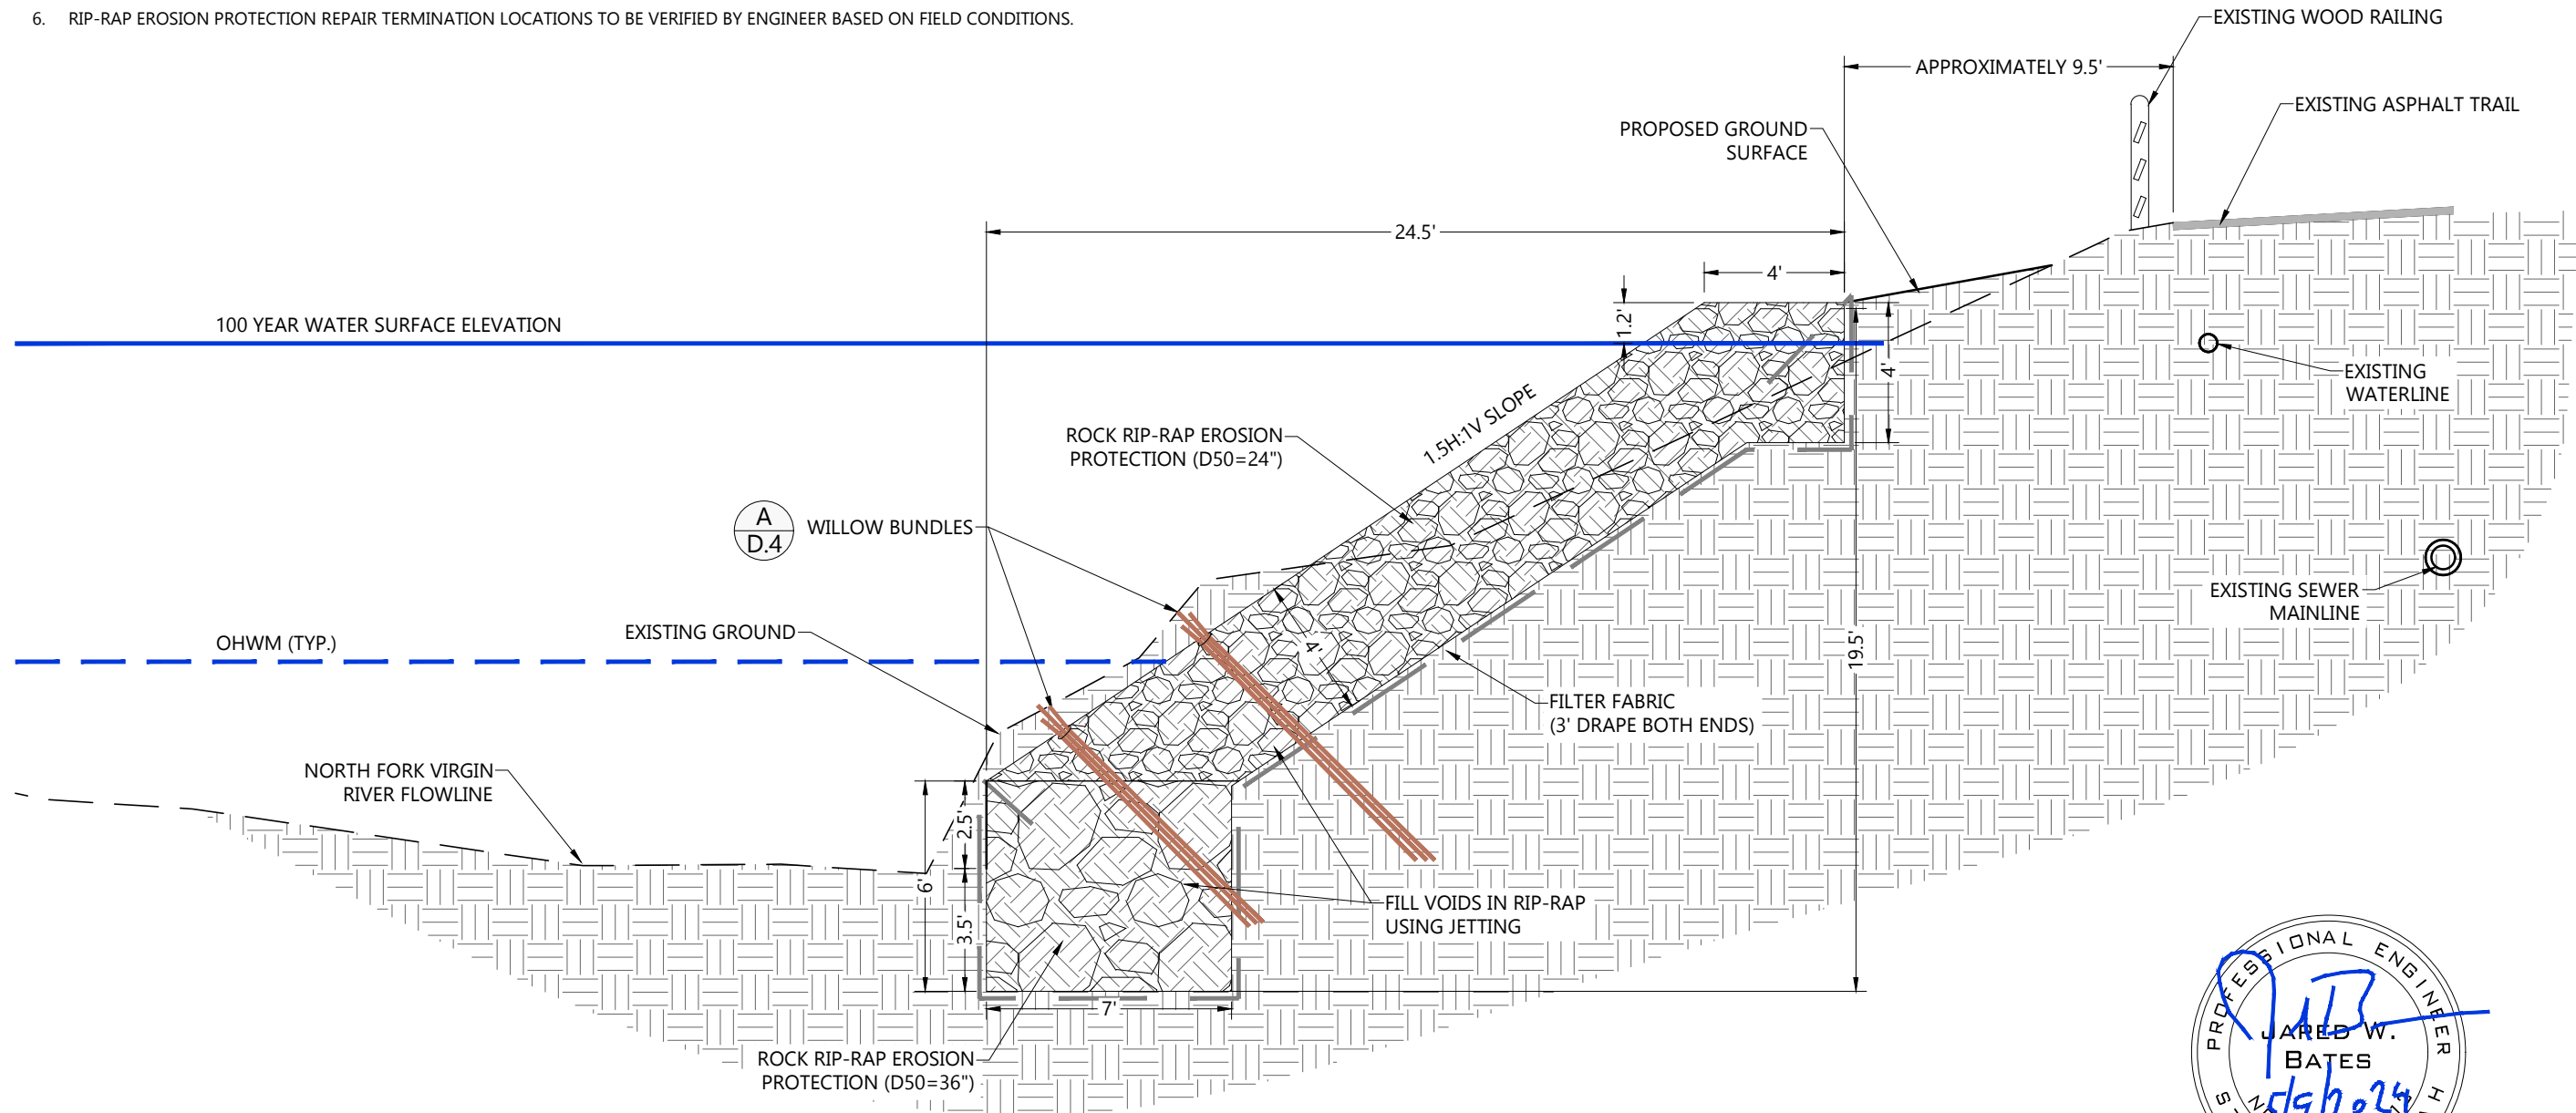 6. RIP-RAP EROSION PROTECTION REPAIR TERMINATION LOCATIONS TO BE VERIFIED BY ENGINEER BASED ON FIELD CONDITIONS.
EXISTING WOOD RAILING
APPROXIMATELY 9.5'
EXISTING ASPHALT TRAIL
PROPOSED GROUND
SURFACE
24.5'
4'
1.2'
100 YEAR WATER SURFACE ELEVATION
4'
EXISTING
WATERLINE
1.5H:1V SLOPE
ROCK RIP-RAP EROSION
PROTECTION (D50=24")
A
D.4
WILLOW BUNDLES
EXISTING SEWER
MAINLINE
EXISTING GROUND
OHWM (TYP.)
4'
19.5'
FILTER FABRIC
(3' DRAPE BOTH ENDS)
NORTH FORK VIRGIN
RIVER FLOWLINE
2.5'
6'
3.5'
FILL VOIDS IN RIP-RAP
USING JETTING
7'
ROCK RIP-RAP EROSION
PROTECTION (D50=36")
PROFESSIONAL ENGINEER
JARED W.
BATES